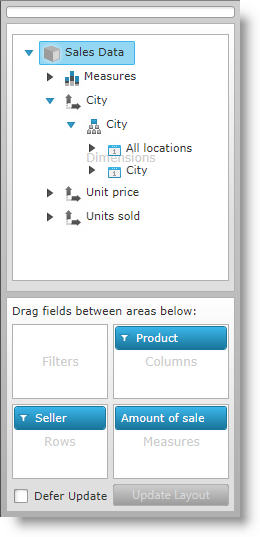 Sales Data
Measures
City
City
All locations
Dimensions
City
Unit price
Units sold
Drag fields between areas below:
Filters
Product
Columns
Seller
Rows
Amount of sale
Measures
Defer Update
Update Layout